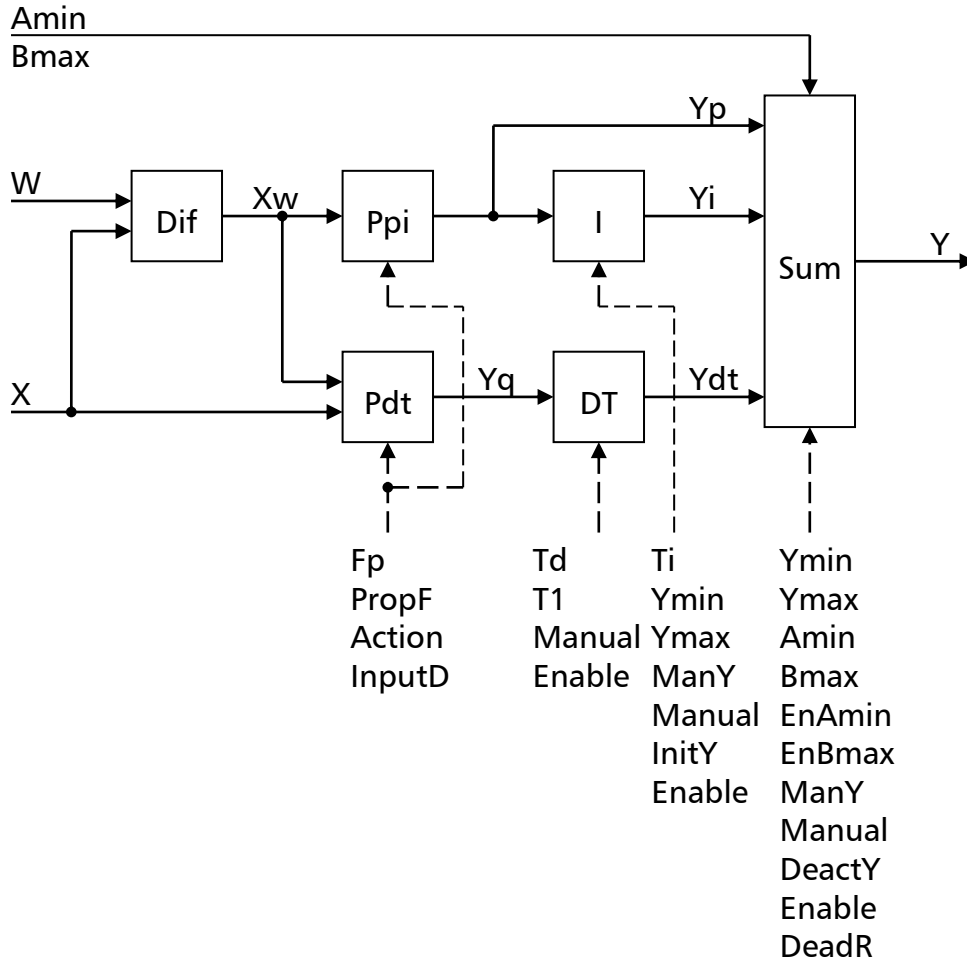 Amin
Bmax
Yp
W
Xw
Yi
Dif
Ppi
I
Y
Sum
X
Yq
Ydt
Pdt
DT
Fp
PropF
Action
InputD
Td
T1
Manual
Enable
Ti
Ymin
Ymax
ManY
Manual
InitY
Enable
Ymin
Ymax
Amin
Bmax
EnAmin
EnBmax
ManY
Manual
DeactY
Enable
DeadR